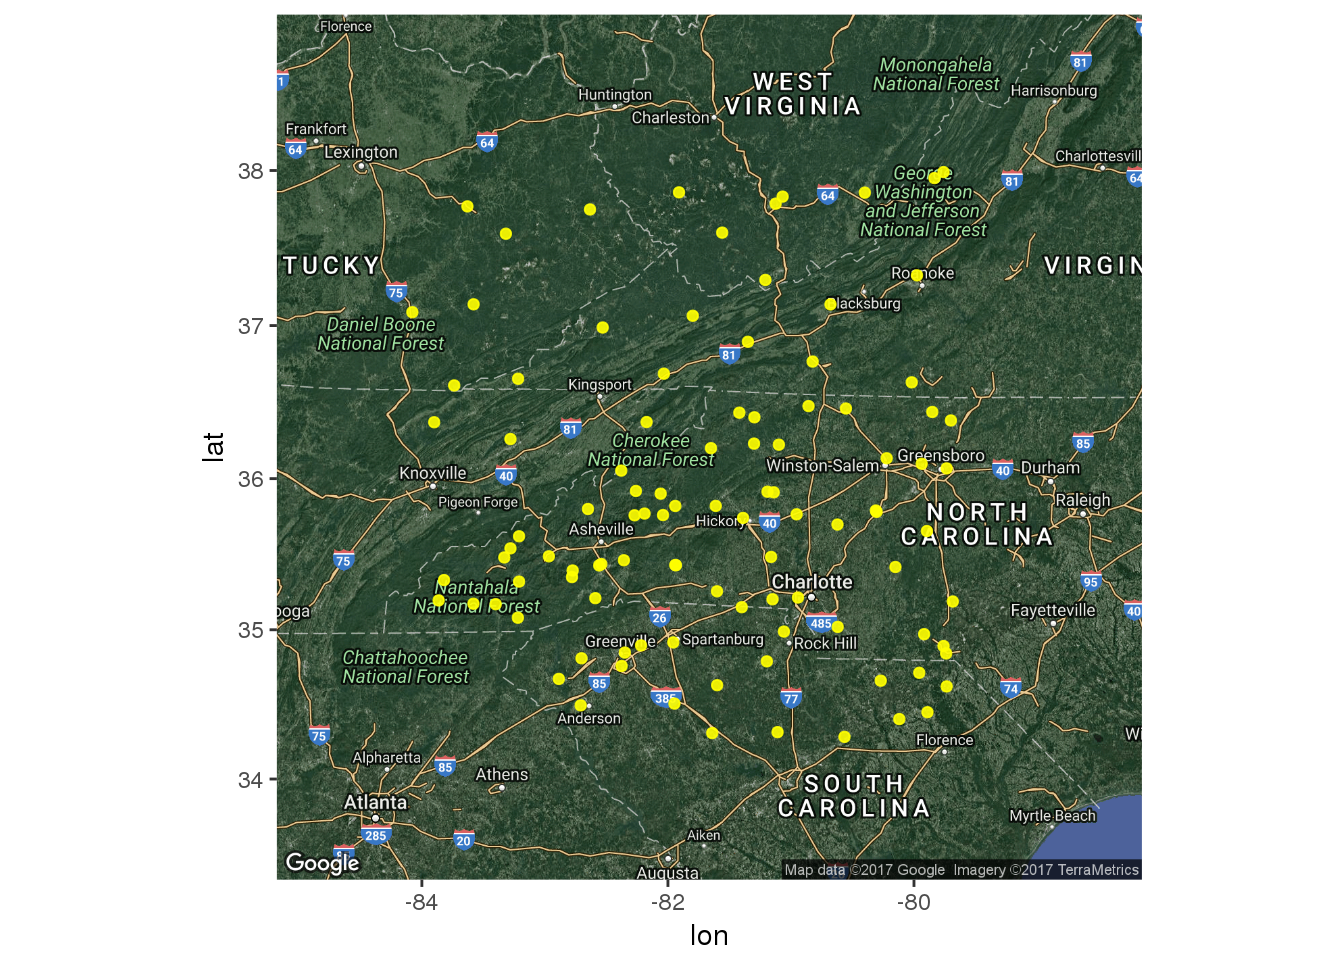 Florence
Monongahela
National Forest
81
WEST
VIRGINIA
Huntington
Harrisonburg
Charleston
Frankfort
64
64
Lexington
Charlottesvill
38
81
64
64
George
Washington
and Jefferson
National Forest
TUCKY
Roanoke
VIRGIN
75
Blacksburg
37
Daniel Boone
National Forest
81
Kingsport
81
Cherokee
National Forest
85
Knoxville
40
Winston-Salem
Greensboro
40
Durham
36
Pigeon Forge
Raleigh
Hickory
40
NORTH
CAROLINA
Asheville
75
Charlotte
95
Nantahala
National Forest
ooga
26
485
Fayetteville
40
35
Greenville
Spartanburg
Rock Hill
Chattahoochee
National Forest
85
385
77
74
Anderson
75
Florence
Wi
Alpharetta
85
Athens
34
SOUTH
CAROLINA
Atlanta
Myrtle Beach
285
20
Aiken
Google
Augusta
Map data ©2017 Google Imagery ©2017 TerraMetrics
-84
-82
-80
lon
lat